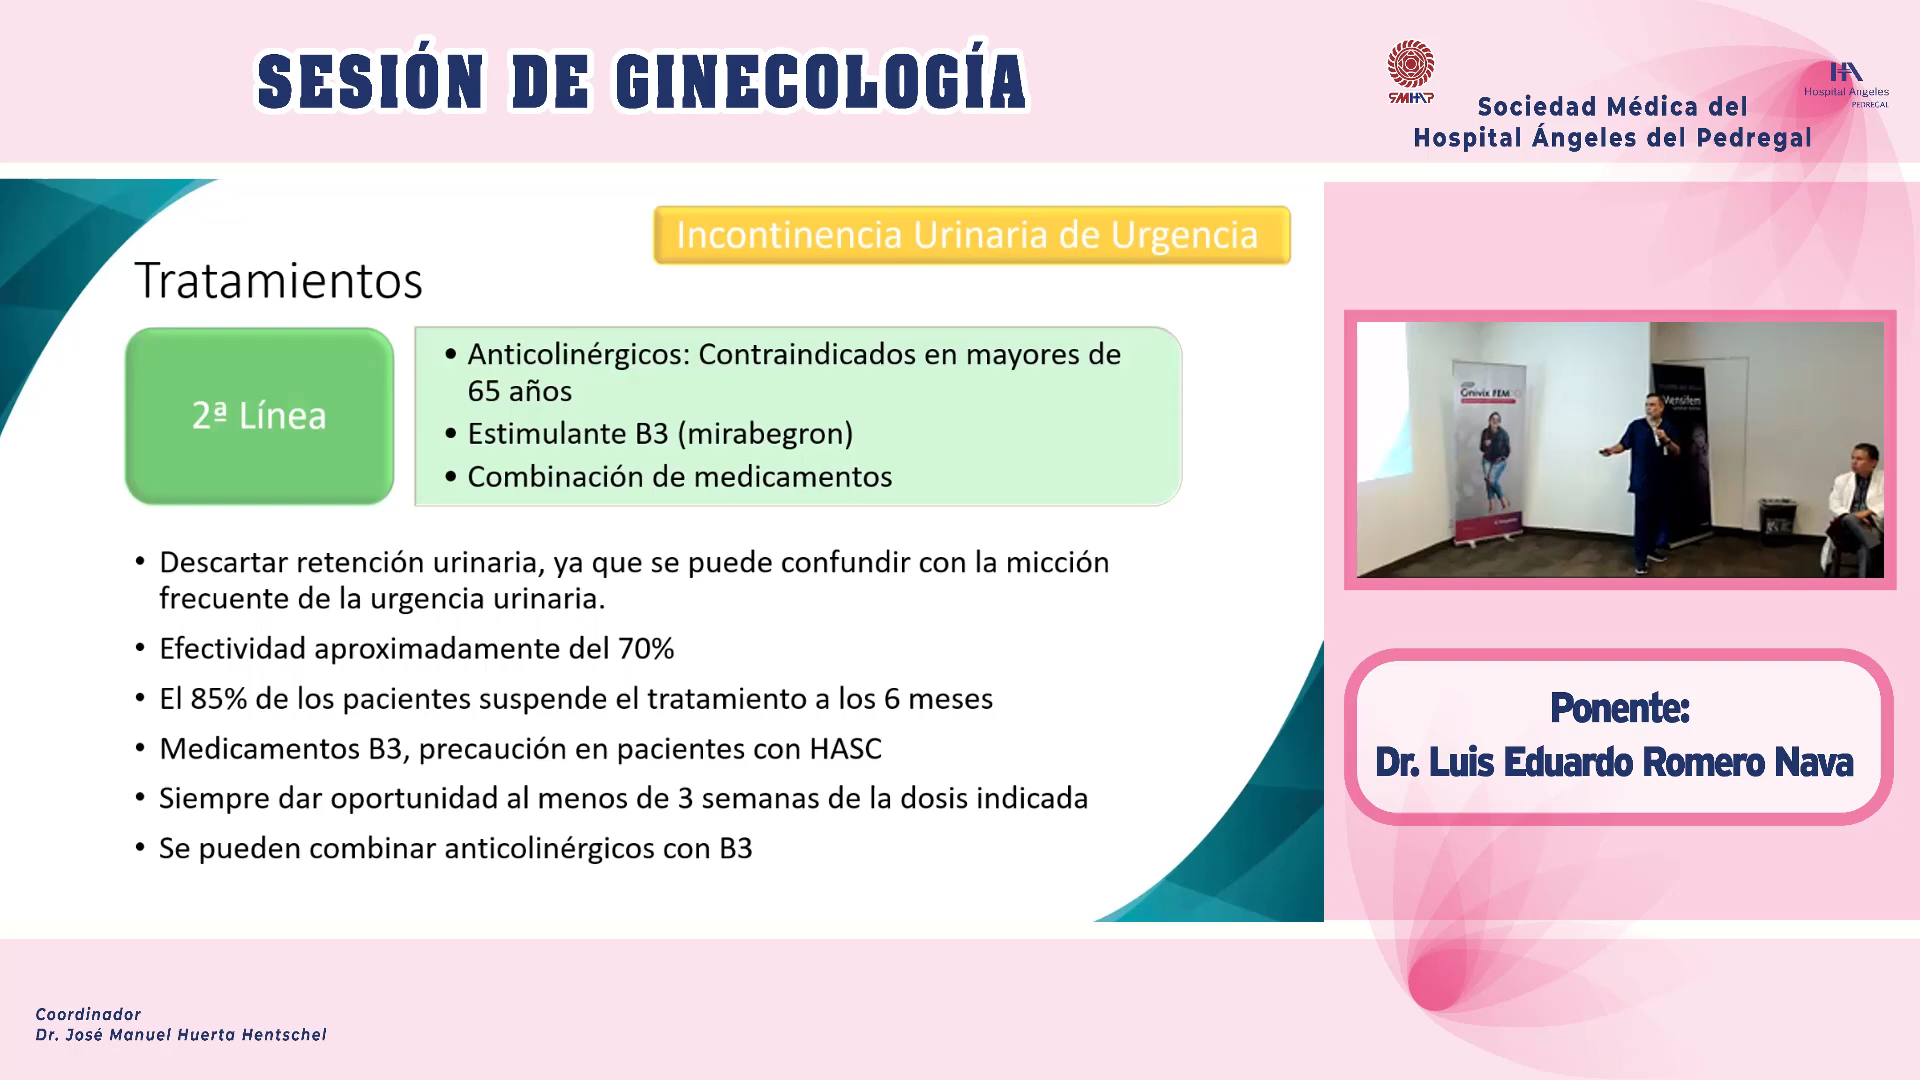 SESIÓN DE GINECOLOGÍA
SMHAP
Sociedad Médica del
Hospital Ángeles del Pedregal
HA
Hospital Angeles
PEDREGAL
Incontinencia Urinaria de Urgencia
Tratamientos
2ª Línea
• Anticolinérgicos: Contraindicados en mayores de
65 años
• Estimulante B3 (mirabegron)
• Combinación de medicamentos
• Descartar retención urinaria, ya que se puede confundir con la micción
frecuente de la urgencia urinaria.
• Efectividad aproximadamente del 70%
• El 85% de los pacientes suspende el tratamiento a los 6 meses
• Medicamentos B3, precaución en pacientes con HASC
• Siempre dar oportunidad al menos de 3 semanas de la dosis indicada
• Se pueden combinar anticolinérgicos con B3
Ginivix FEM
Mensifem
Ponente:
Dr. Luis Eduardo Romero Nava
Coordinador
Dr. José Manuel Huerta Hentschel